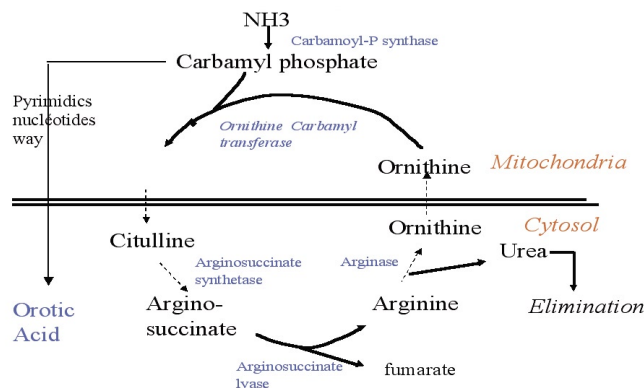 NH3
Carbamoyl-P synthase
Carbamyl phosphate
Pyrimidics
nucléotides
way
Ornithine Carbamyl
transferase
Ornithine
Mitochondria
Cytosol
Citulline
Ornithine
Urea
Arginosuccinate
synthetase
Arginase
Orotic
Acid
Argino-
succinate
Arginine
Elimination
Arginosuccinate
lyase
fumarate